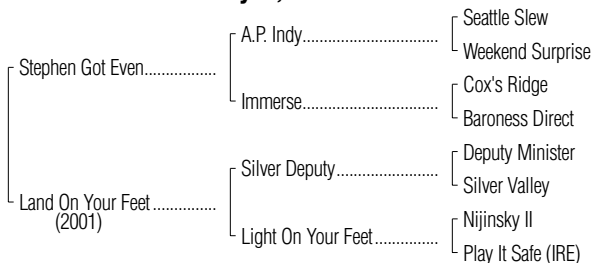 Seattle Slew
A.P. Indy..................................
Weekend Surprise
Stephen Got Even.................
Cox's Ridge
Immerse..................................
Baroness Direct
Deputy Minister
Silver Deputy.........................
Silver Valley
Land On Your Feet...............
(2001)
Nijinsky II
Light On Your Feet...............
Play It Safe (IRE)